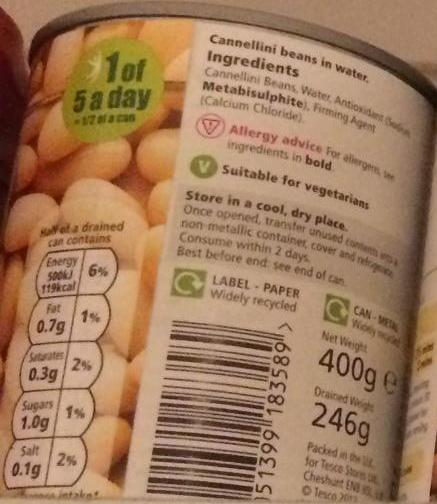 1 of
5 a day
= 1/2 of a can
Half of a drained
can contains
Energy
500kJ
119kcal
6%
Fat
0.7g
1%
Saturates
0.3g
2%
Sugars
1.0g
1%
Salt
0.1g
2%
Cannellini beans in water.
Ingredients
Cannellini Beans, Water, Antioxidant (Sodium
Metabisulphite), Firming Agent
(Calcium Chloride).
Allergy advice For allergens, see
ingredients in bold
V Suitable for vegetarians
Store in a cool, dry place.
Once opened, transfer unused contents into a
non-metallic container, cover and refrigerate.
Consume within 2 days.
Best before end: see end of can.
LABEL - PAPER
Widely recycled
CAN - METAL
Widely recycled
Net Weight
400g e
Drained Weight
246g
Packed in the U.K.
for Tesco Stores
Cheshunt EN8
© Tesco 2013
51399 183589 >